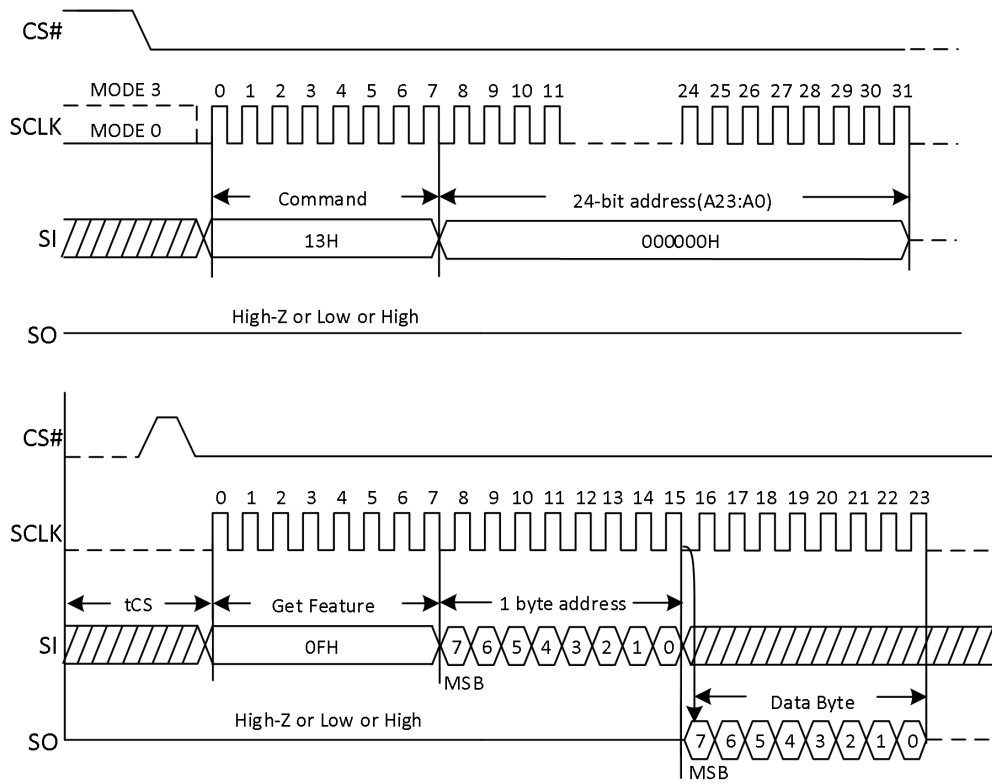 CS#
MODE 3
0 1 2 3 4 5 6 7 8 9 10 11 24 25 26 27 28 29 30 31
SCLK
MODE 0
Command
24-bit address(A23:A0)
SI
13H
000000H
High-Z or Low or High
SO
CS#
0 1 2 3 4 5 6 7 8 9 10 11 12 13 14 15 16 17 18 19 20 21 22 23
SCLK
tCS
Get Feature
1 byte address
SI
0FH
7 6 5 4 3 2 1 0
MSB
Data Byte
High-Z or Low or High
SO
7 6 5 4 3 2 1 0
MSB